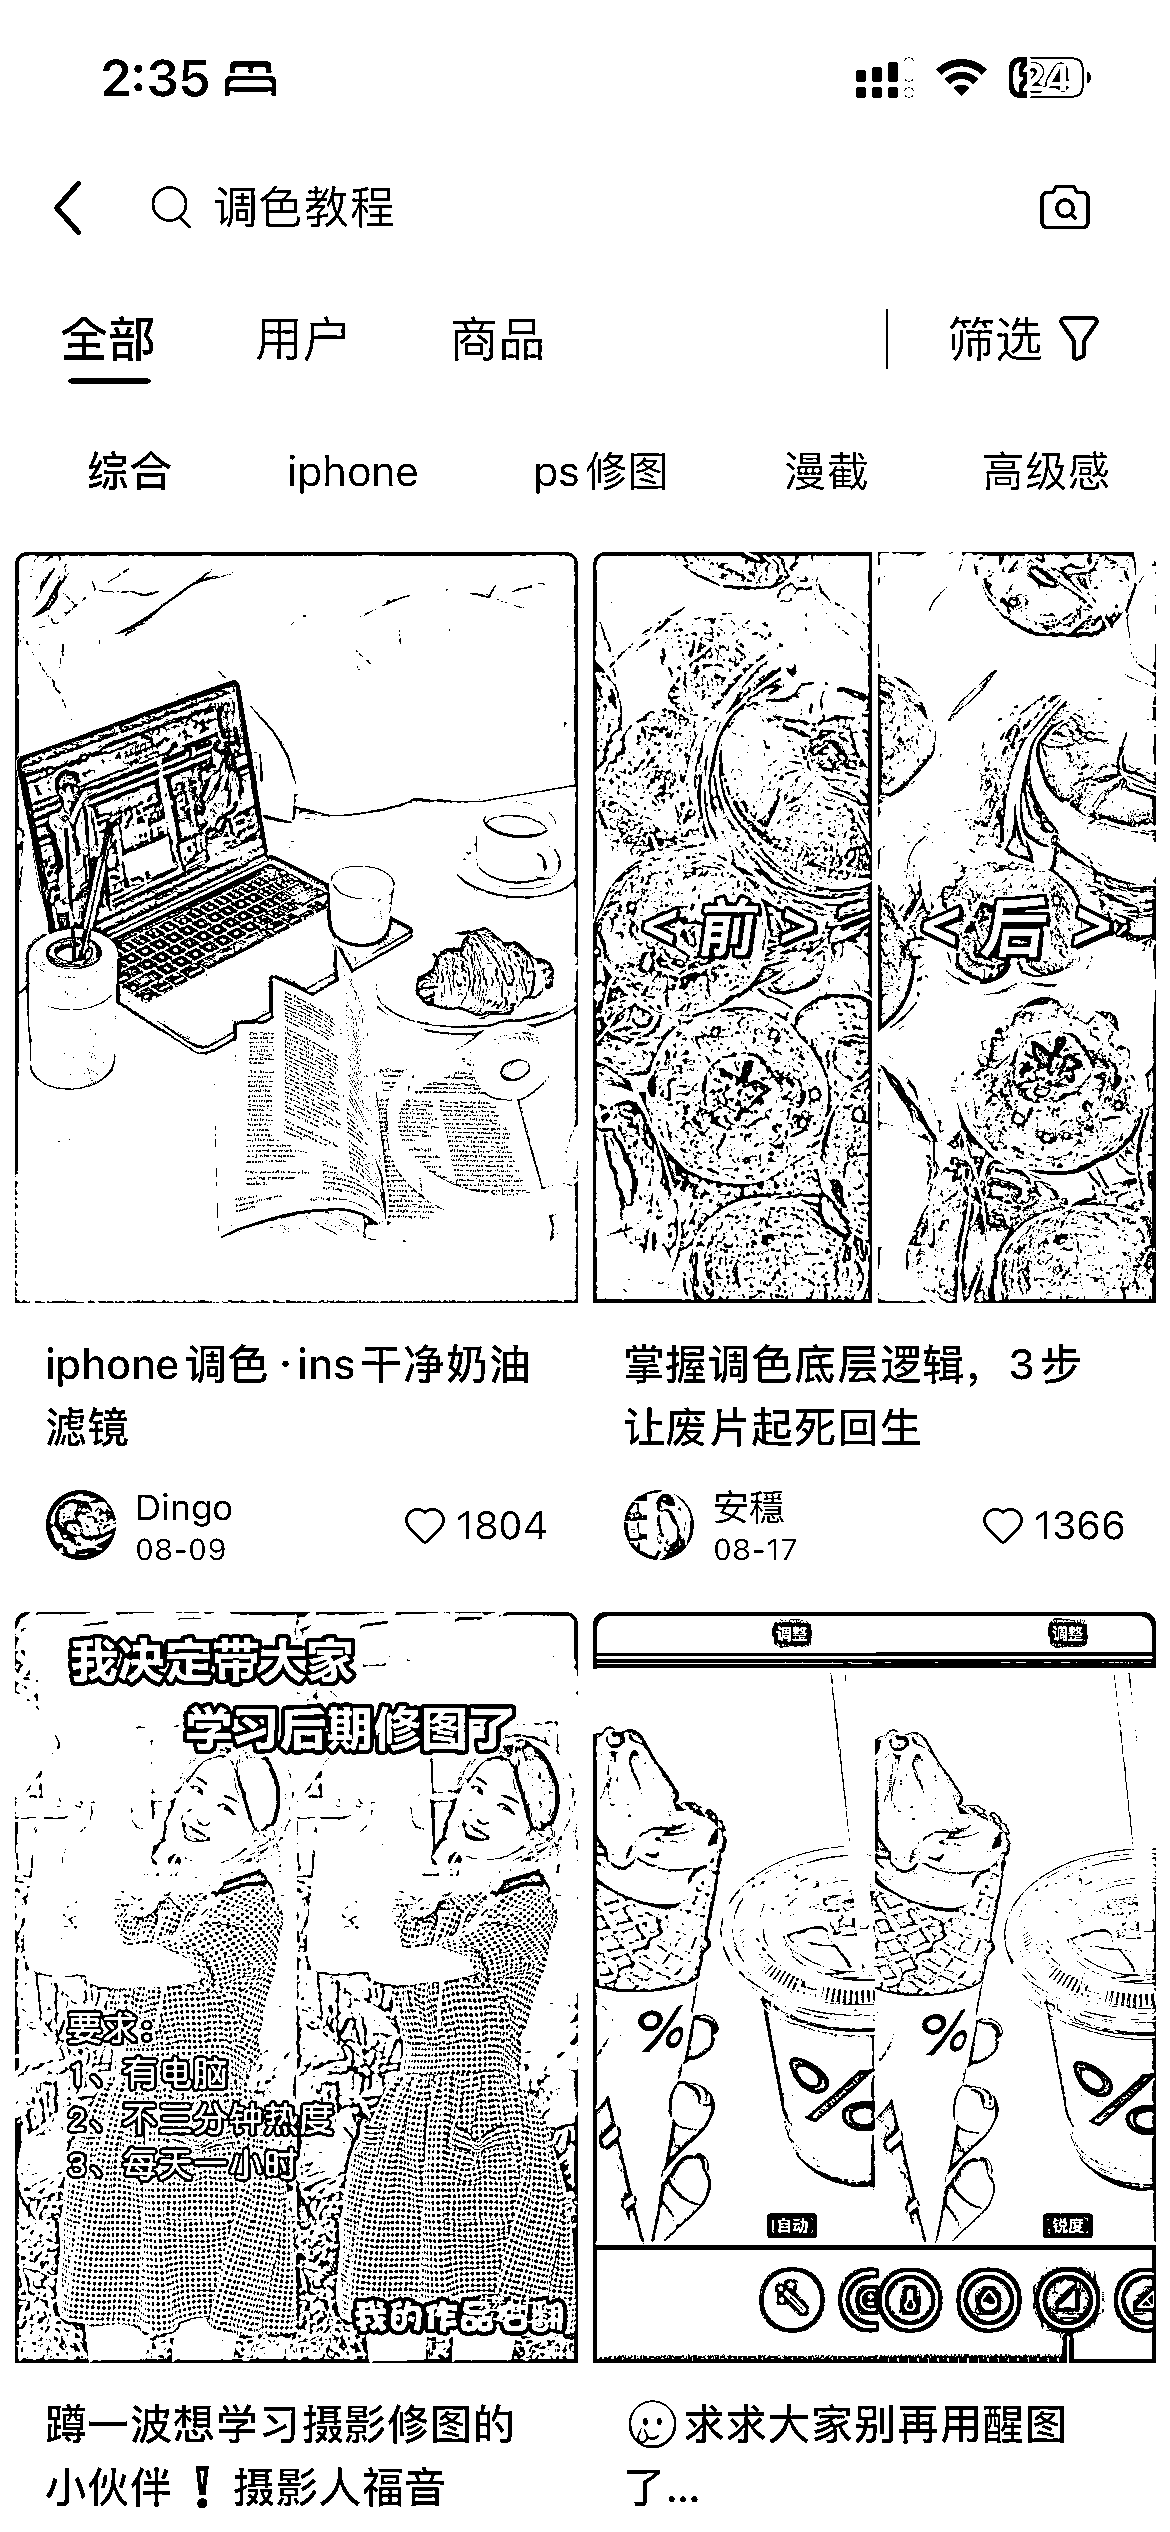 2:35
24
调色教程
全部 用户 商品 筛选
综合 iphone ps修图 漫截 高级感
<前> <后>
iphone调色·ins干净奶油
滤镜
Dingo
08-09
1804
掌握调色底层逻辑，3步
让废片起死回生
安穩
08-17
1366
我决定带大家
学习后期修图了
要求：
1、有电脑
2、不三分钟热度
3、每天一小时
我的作品右翻
调整 调整
% %
% %
自动 锐度
蹲一波想学习摄影修图的
小伙伴❗摄影人福音
🥲求求大家别再用醒图
了...